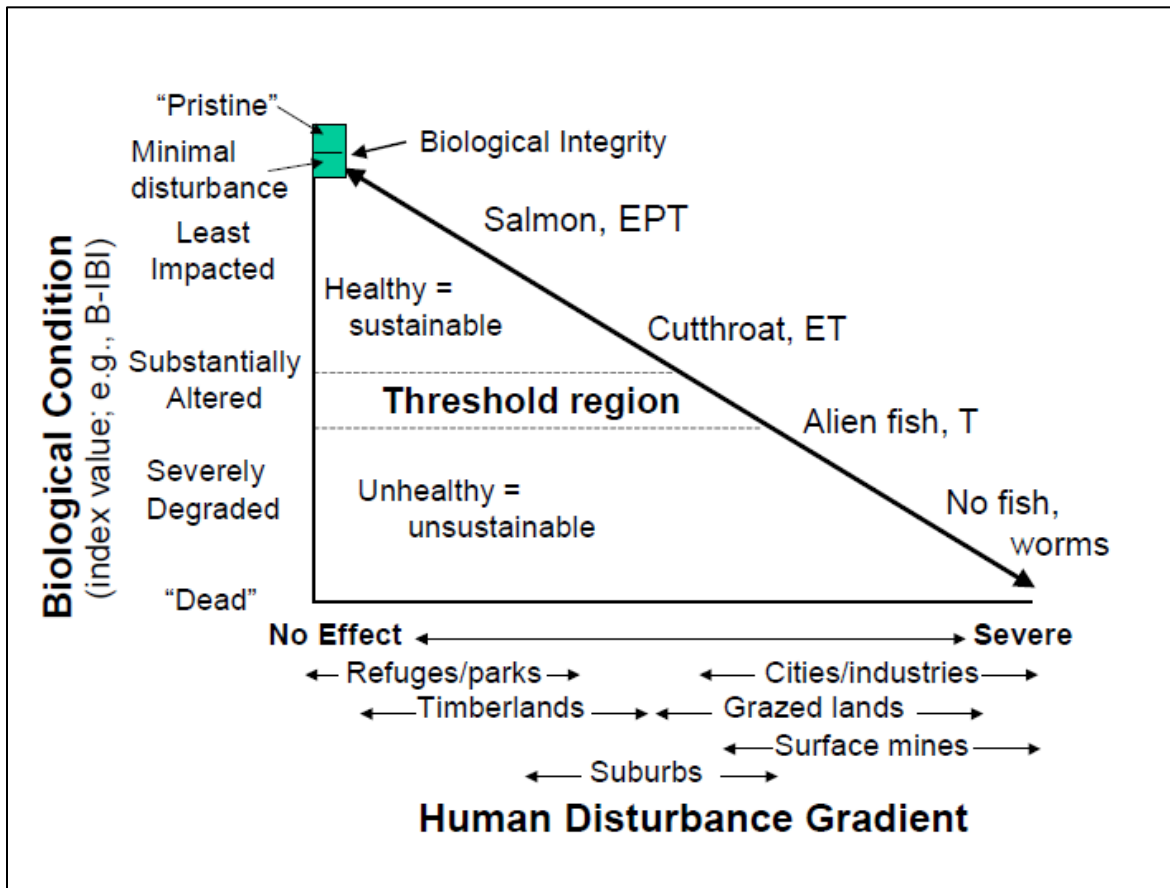 “Pristine”
Minimal
disturbance
Biological Integrity
Least
Impacted
Salmon, EPT
Healthy =
sustainable
Cutthroat, ET
Substantially
Altered
Threshold region
Alien fish, T
Severely
Degraded
Unhealthy =
unsustainable
No fish,
worms
“Dead”
Biological Condition
(index value; e.g., B-IBI)
No Effect
Severe
Refuges/parks
Cities/industries
Timberlands
Grazed lands
Surface mines
Suburbs
Human Disturbance Gradient